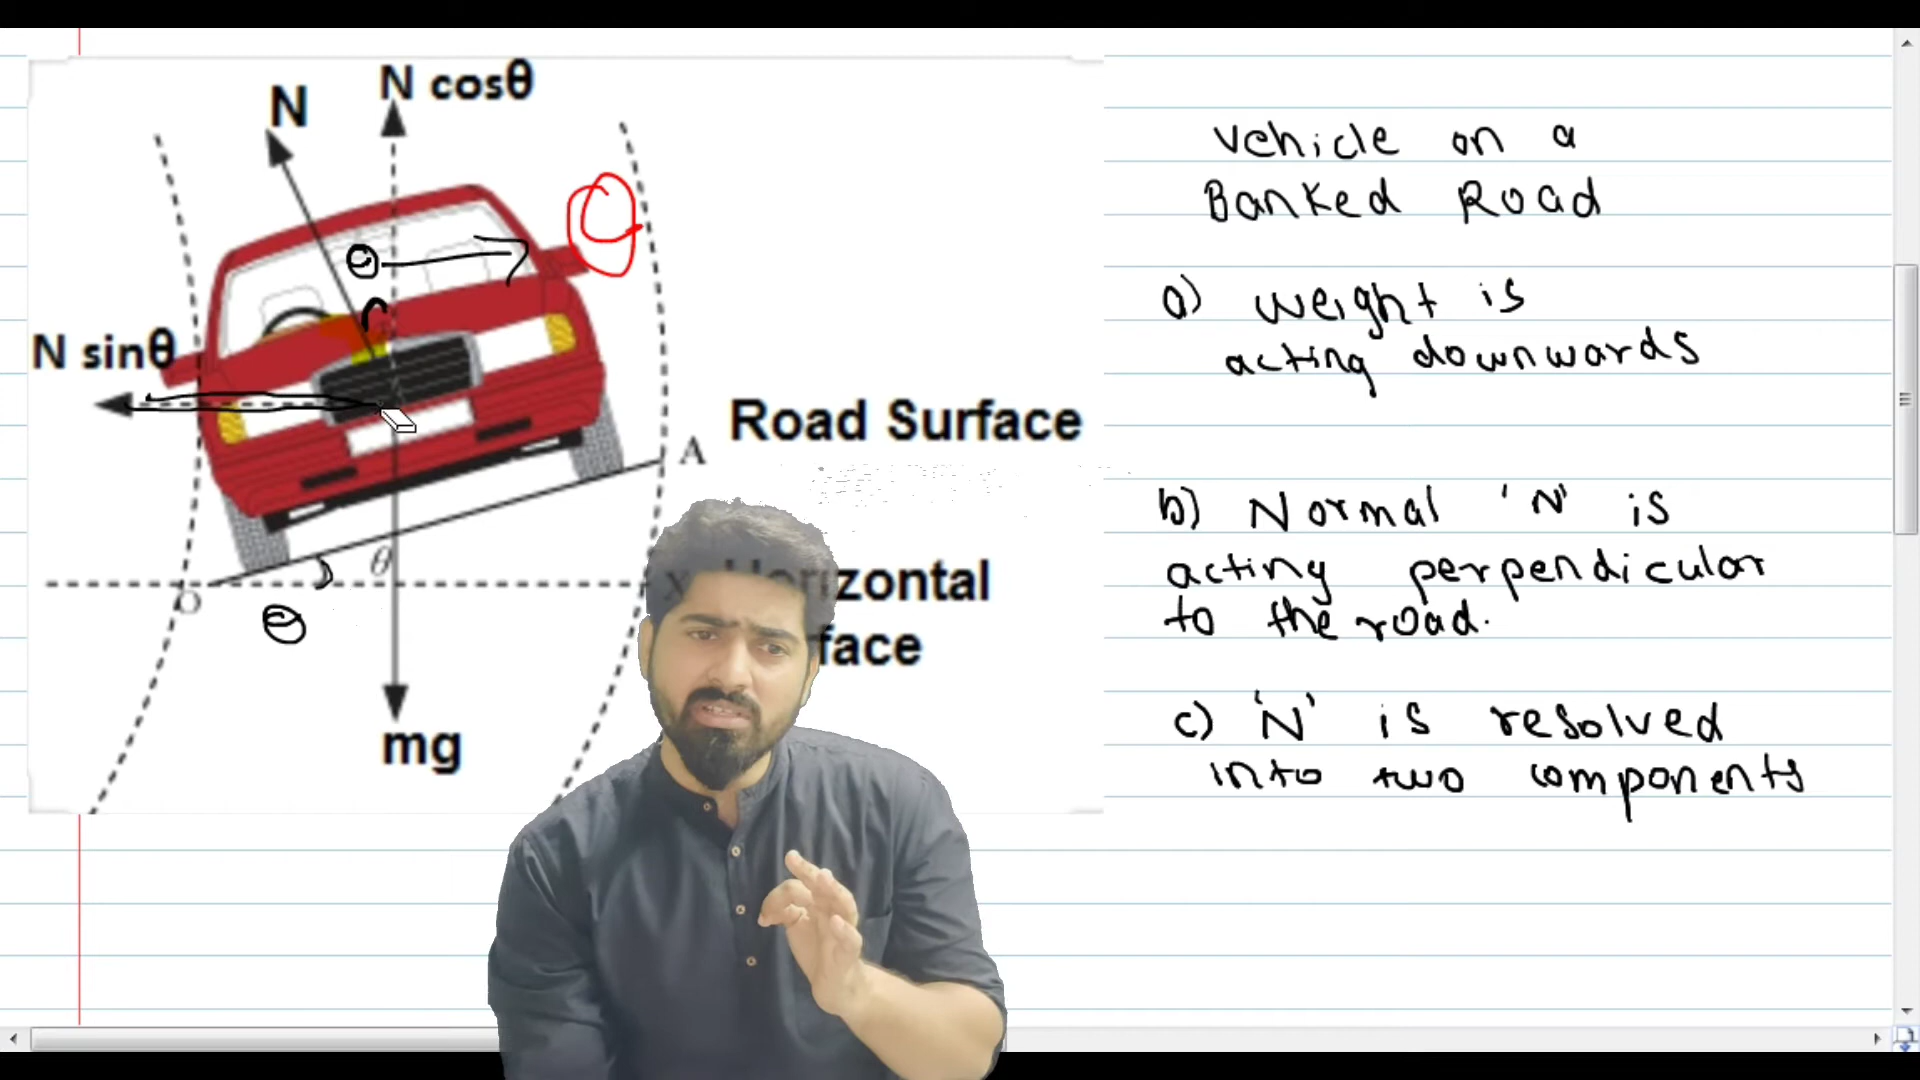 N cosθ
N
N sinθ
θ
Road Surface
A
θ
O
X Horizontal
face
θ
mg
Vehicle on a
Banked Road
a) Weight is
acting downwards
b) Normal 'N' is
acting perpendicular
to the road.
c) 'N' is resolved
into two components